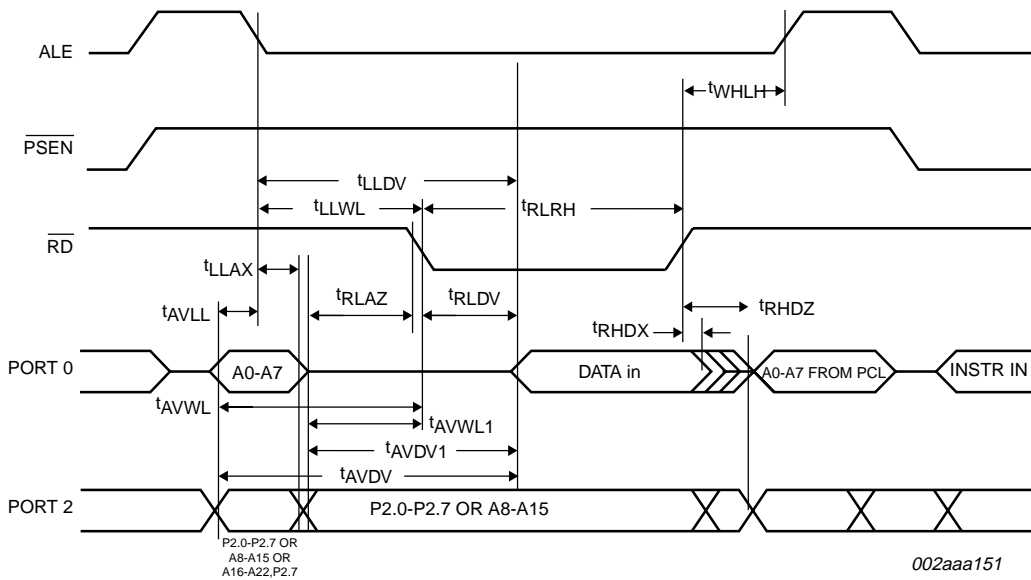 ALE
tWHLH
PSEN
tLLDV
tLLWL
tRLRH
RD
tLLAX
tRLAZ
tRLDV
tAVLL
tRHDZ
tRHDX
PORT 0
A0-A7
DATA in
A0-A7 FROM PCL
INSTR IN
tAVWL
tAVWL1
tAVDV1
tAVDV
PORT 2
P2.0-P2.7 OR A8-A15
P2.0-P2.7 OR
A8-A15 OR
A16-A22,P2.7
002aaa151